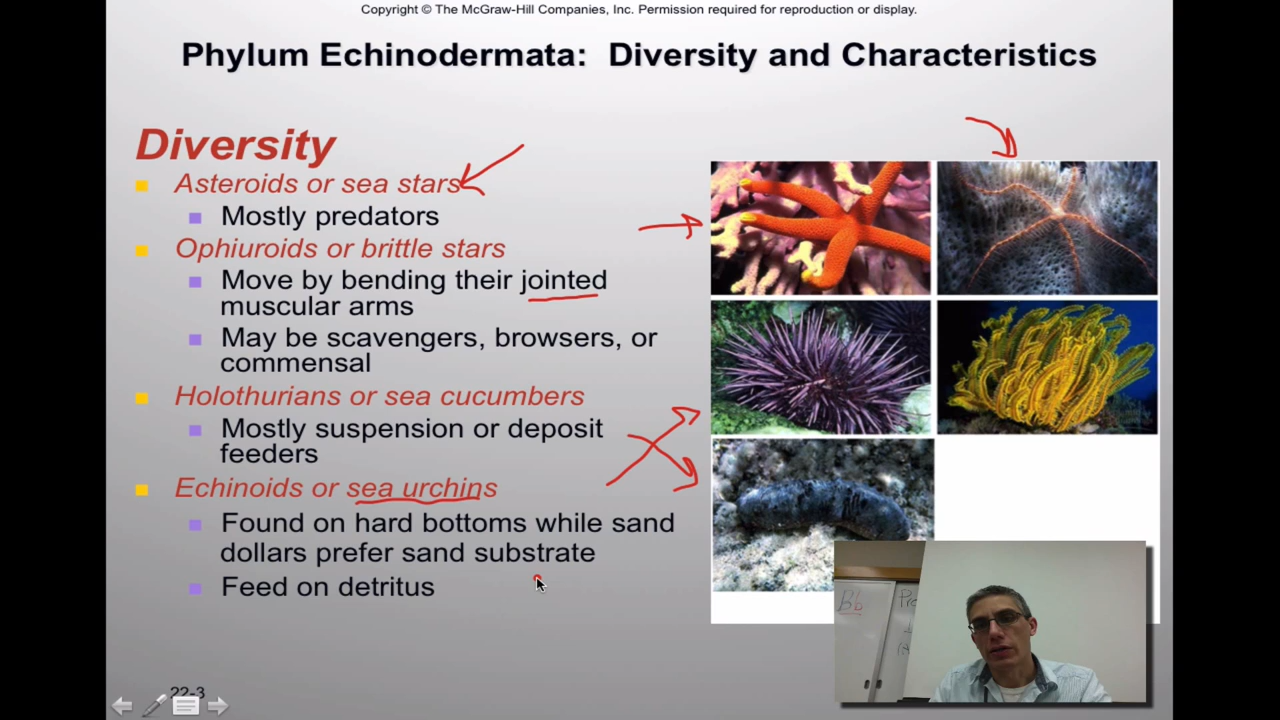 Copyright © The McGraw-Hill Companies, Inc. Permission required for reproduction or display.
Phylum Echinodermata: Diversity and Characteristics
Diversity
Asteroids or sea stars
Mostly predators
Ophiuroids or brittle stars
Move by bending their jointed
muscular arms
May be scavengers, browsers, or
commensal
Holothurians or sea cucumbers
Mostly suspension or deposit
feeders
Echinoids or sea urchins
Found on hard bottoms while sand
dollars prefer sand substrate
Feed on detritus
Bb
22-3